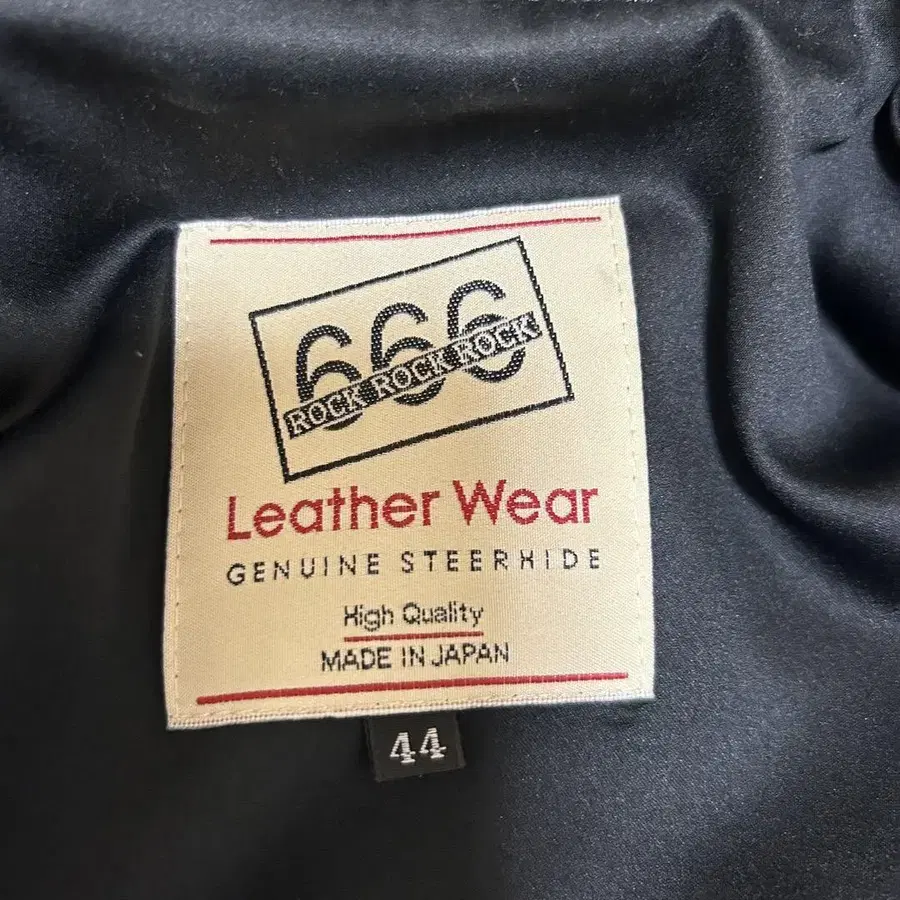 666
ROCK ROCK ROCK
Leather Wear
GENUINE STEERHIDE
High Quality
MADE IN JAPAN
44